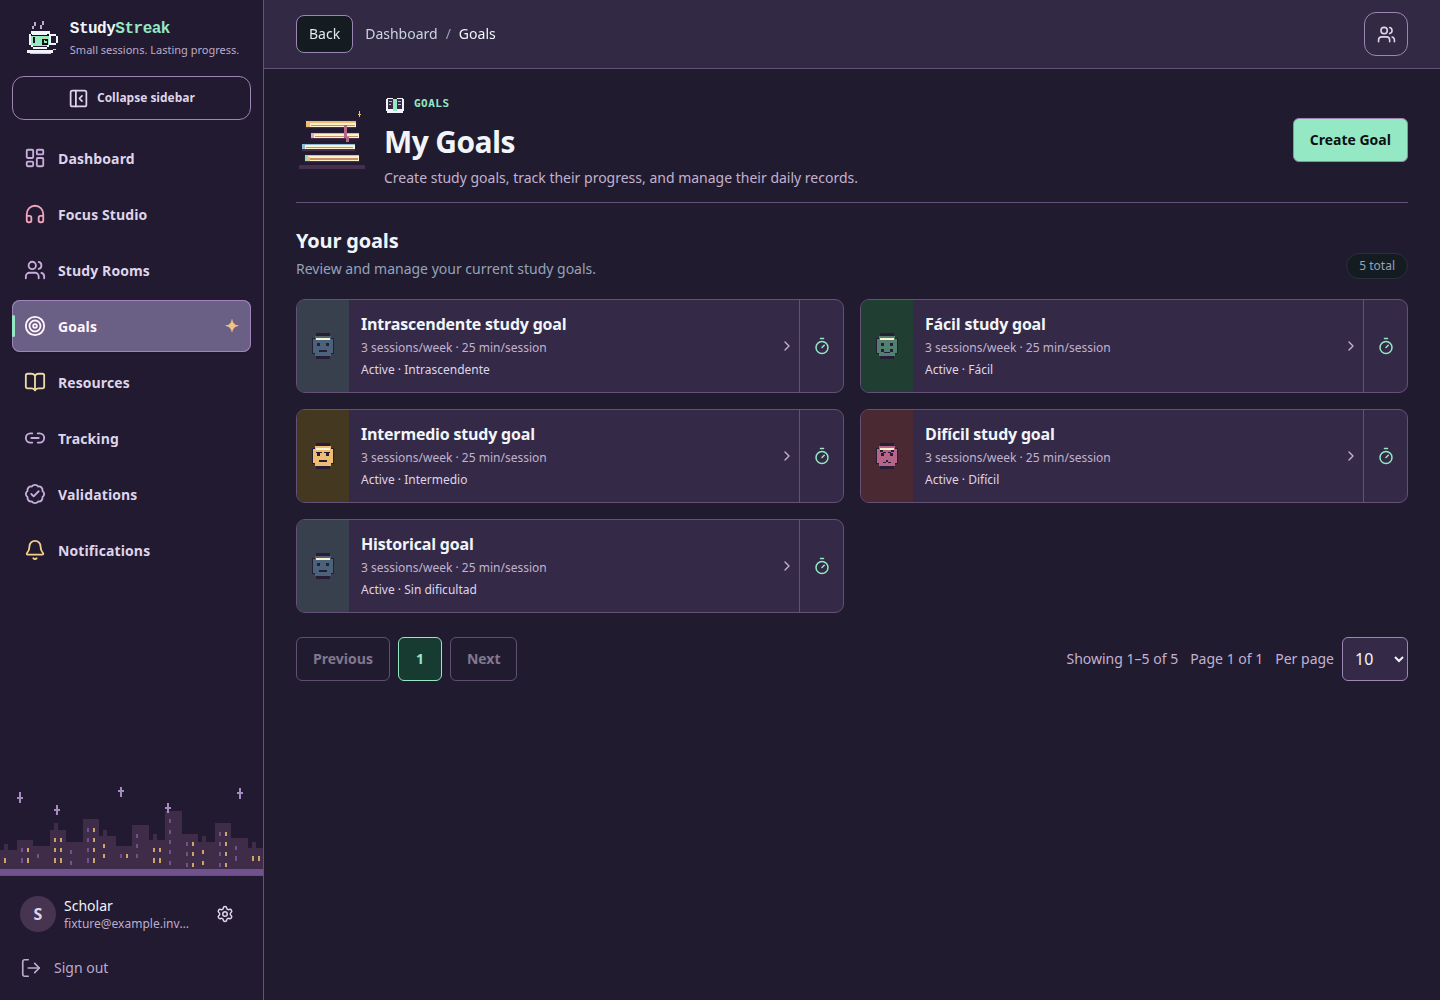 StudyStreak
Small sessions. Lasting progress.
Collapse sidebar
Dashboard
Focus Studio
Study Rooms
Goals
Resources
Tracking
Validations
Notifications
S
Scholar
fixture@example.inv...
Sign out
Back
Dashboard / Goals
GOALS
My Goals
Create study goals, track their progress, and manage their daily records.
Create Goal
Your goals
Review and manage your current study goals.
5 total
Intrascendente study goal
3 sessions/week · 25 min/session
Active · Intrascendente
Fácil study goal
3 sessions/week · 25 min/session
Active · Fácil
Intermedio study goal
3 sessions/week · 25 min/session
Active · Intermedio
Difícil study goal
3 sessions/week · 25 min/session
Active · Difícil
Historical goal
3 sessions/week · 25 min/session
Active · Sin dificultad
Previous 1 Next
Showing 1–5 of 5 Page 1 of 1 Per page 10